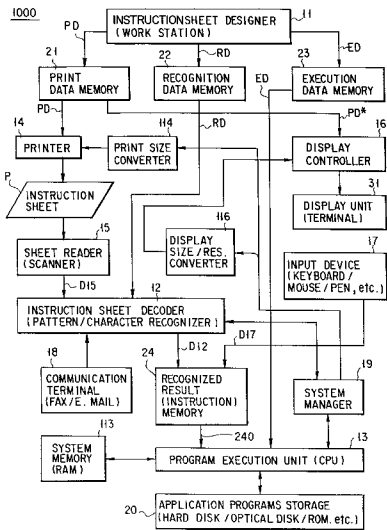 1000
INSTRUCTIONSHEET DESIGNER
(WORK STATION)
11
PD
RD
ED
21
22
23
PRINT
DATA MEMORY
RECOGNITION
DATA MEMORY
EXECUTION
DATA MEMORY
PD
ED
RD
PD*
14
114
16
PRINTER
PRINT SIZE
CONVERTER
DISPLAY
CONTROLLER
P
INSTRUCTION
SHEET
31
DISPLAY UNIT
(TERMINAL)
15
116
17
SHEET READER
(SCANNER)
DISPLAY
SIZE/RES.
CONVERTER
INPUT DEVICE
(KEYBOARD/
MOUSE/PEN, etc.)
D15
12
INSTRUCTION SHEET DECODER
(PATTERN/CHARACTER RECOGNIZER)
D17
18
24
D12
19
COMMUNICATION
TERMINAL
(FAX/E. MAIL)
RECOGNIZED
RESULT
(INSTRUCTION)
MEMORY
SYSTEM
MANAGER
113
240
13
SYSTEM
MEMORY
(RAM)
PROGRAM EXECUTION UNIT (CPU)
20
APPLICATION PROGRAMS STORAGE
(HARD DISK/OPTICAL DISK/ROM. etc.)